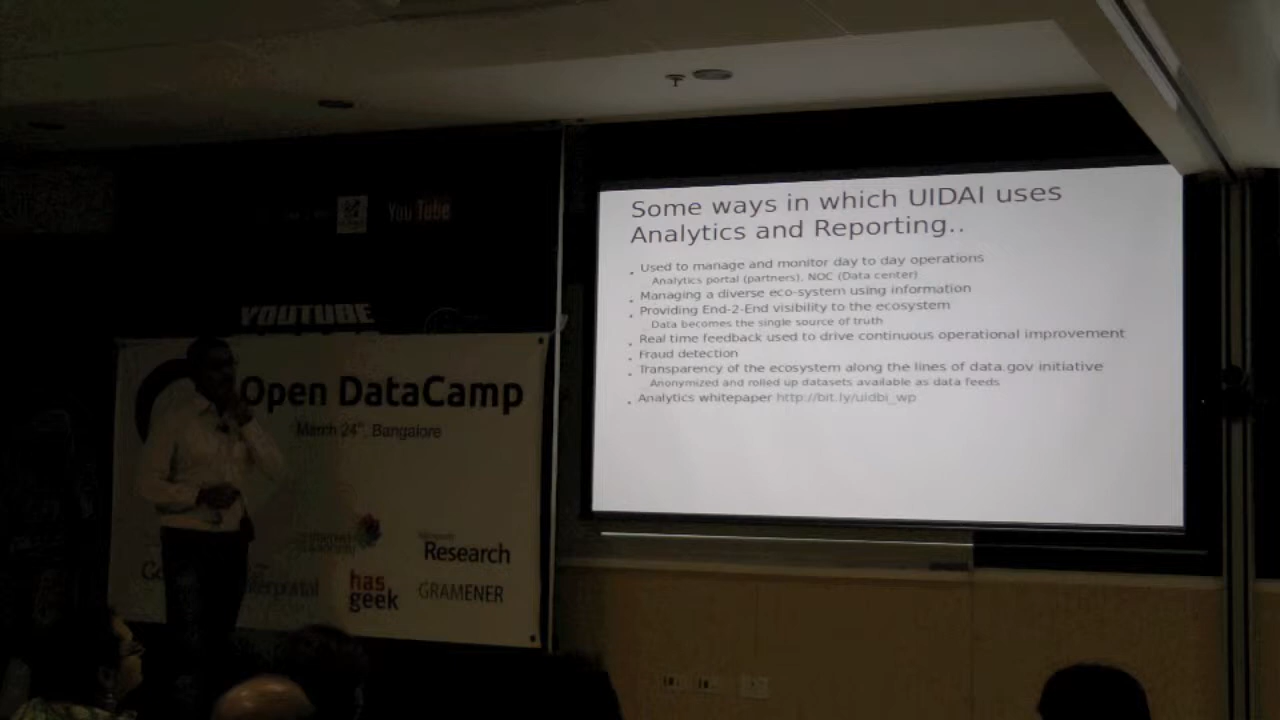 You Tube
YOUTUBE
Open DataCamp
March 24th, Bangalore
Research
has
geek
GRAMENER
Some ways in which UIDAI uses
Analytics and Reporting..
Used to manage and monitor day to day operations
Analytics portal (partners), NOC (Data center)
Managing a diverse eco-system using information
Providing End-2-End visibility to the ecosystem
Data becomes the single source of truth
Real time feedback used to drive continuous operational improvement
Fraud detection
Transparency of the ecosystem along the lines of data.gov initiative
Anonymized and rolled up datasets available as data feeds
Analytics whitepaper http://bit.ly/uidbi_wp